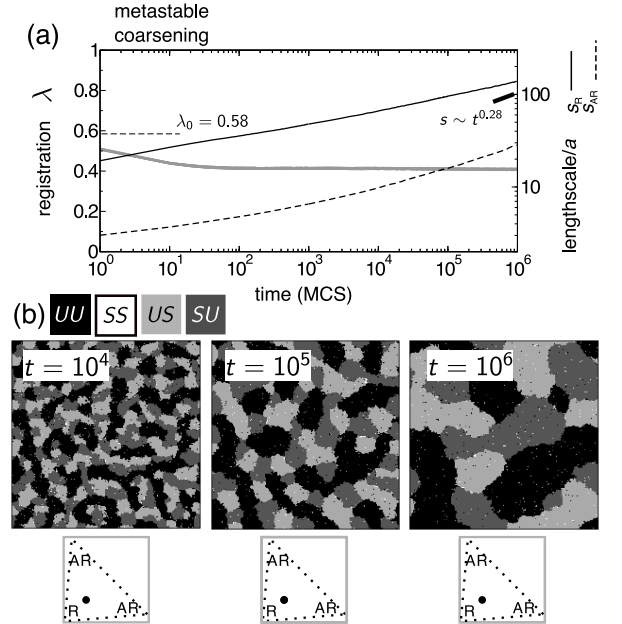 metastable
coarsening
(a)
registration λ
1
0.8
0.6
0.4
0.2
0
λ₀ = 0.58
s ~ t^0.28
100
10
lengthscale/a
S_R
S_AR
10^0 10^1 10^2 10^3 10^4 10^5 10^6
time (MCS)
(b) UU SS US SU
t = 10^4 t = 10^5 t = 10^6
AR AR AR
R AR R AR R AR